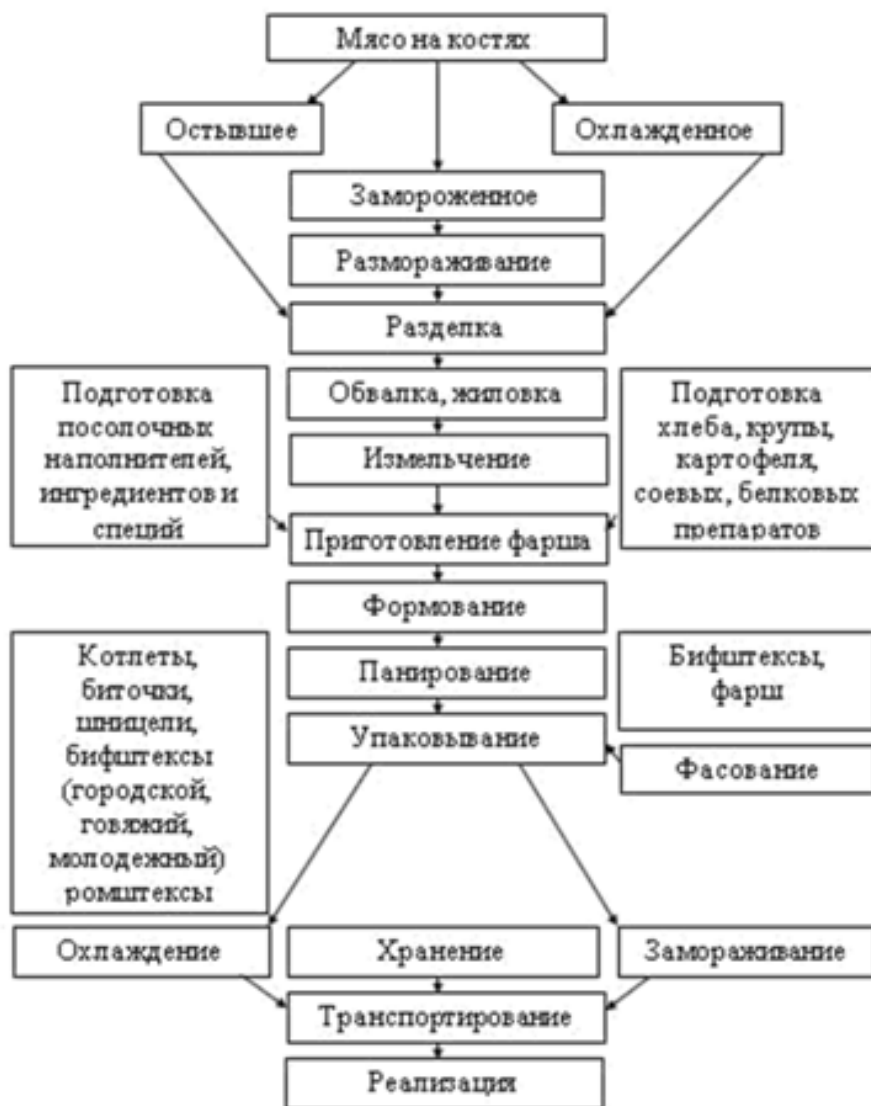 Мясо на костях
Остывшее
Охлажденное
Замороженное
Размораживание
Разделка
Подготовка
посолочных
наполнителей,
ингредиентов и
специй
Обвалка, жиловка
Измельчение
Подготовка
хлеба, крупы,
картофеля,
соевых, белковых
препаратов
Приготовление фарша
Формование
Котлеты,
биточки,
шницели,
бифштексы
(городской,
говяжий,
молодежный)
ромштексы
Панирование
Бифштексы,
фарш
Упаковывание
Фасование
Охлаждение
Хранение
Замораживание
Транспортирование
Реализация